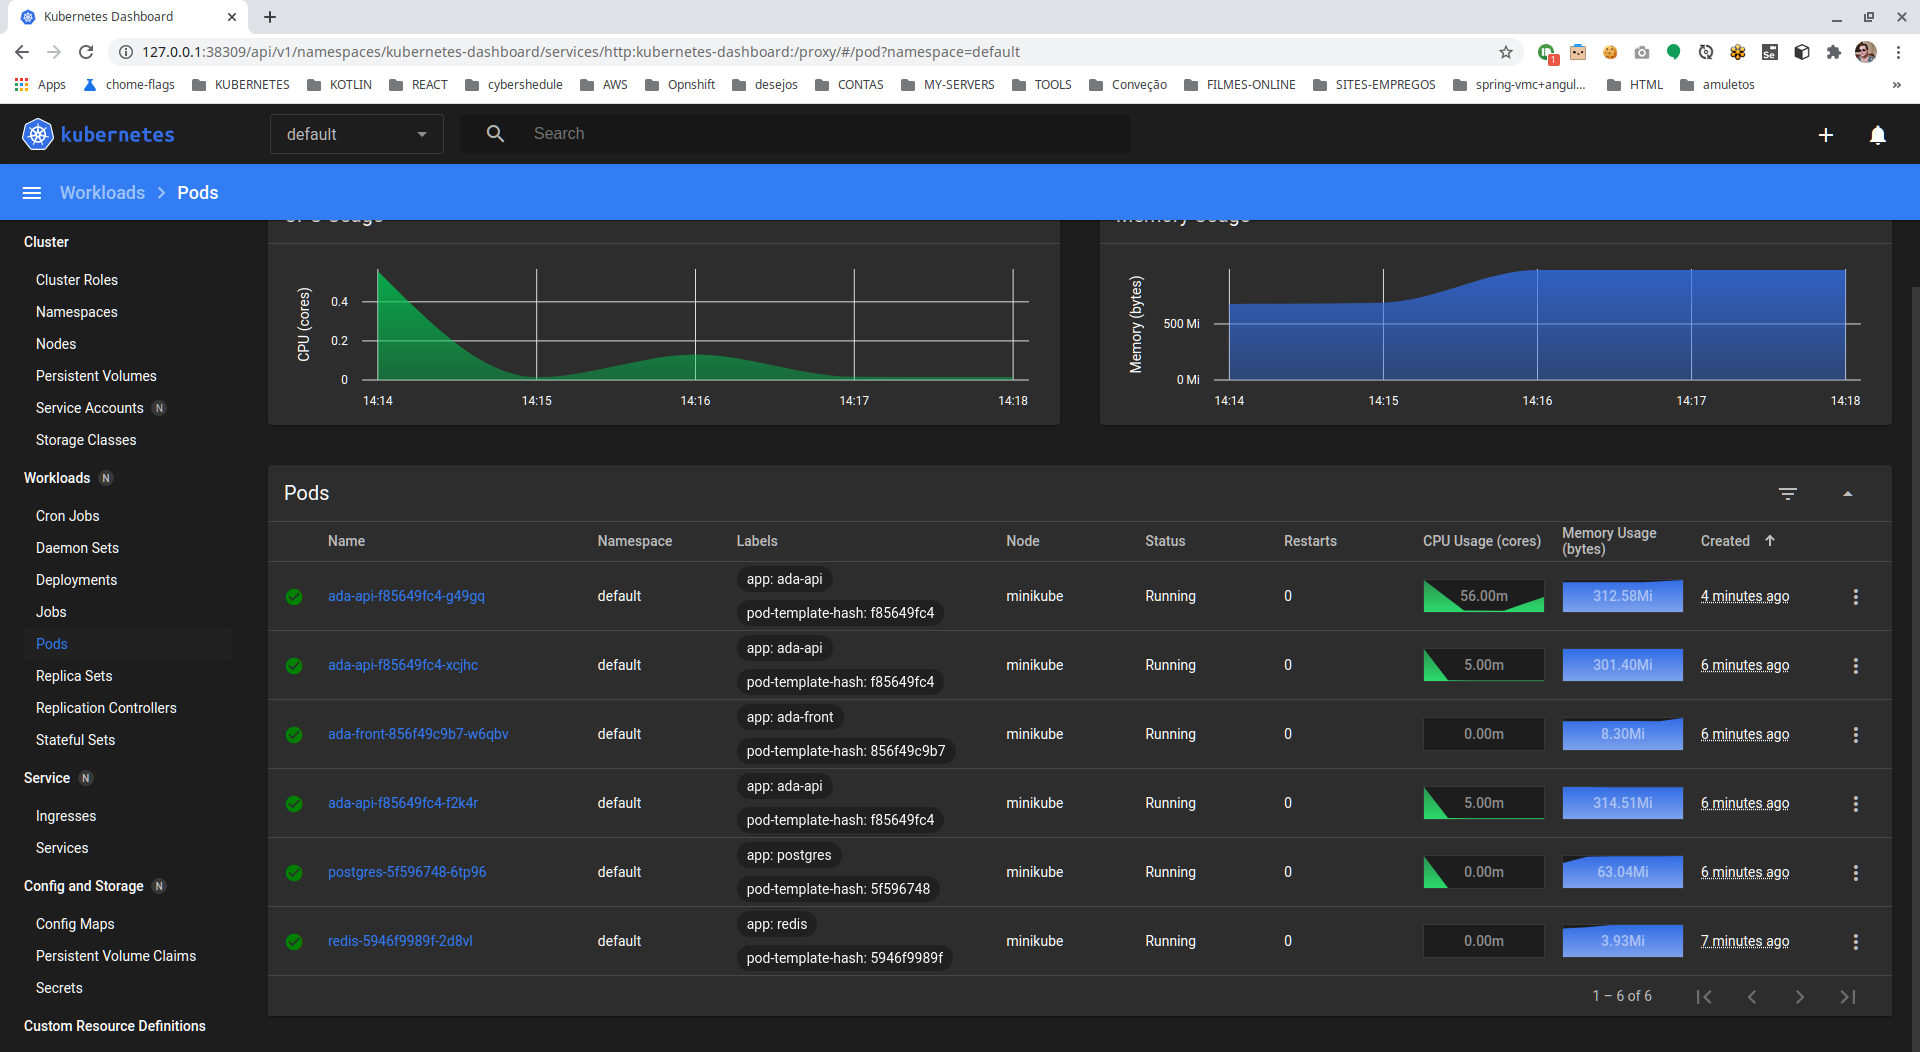 Kubernetes Dashboard
127.0.0.1:38309/api/v1/namespaces/kubernetes-dashboard/services/http:kubernetes-dashboard:/proxy/#/pod?namespace=default
1
Se
Apps chome-flags KUBERNETES KOTLIN REACT cybershedule AWS Opnshift desejos CONTAS MY-SERVERS TOOLS Conveção FILMES-ONLINE SITES-EMPREGOS spring-vmc+angul... HTML amuletos »
kubernetes
default
Search
Workloads > Pods
Cluster
Cluster Roles
Namespaces
Nodes
Persistent Volumes
Service Accounts N
Storage Classes
Workloads N
Cron Jobs
Daemon Sets
Deployments
Jobs
Pods
Replica Sets
Replication Controllers
Stateful Sets
Service N
Ingresses
Services
Config and Storage N
Config Maps
Persistent Volume Claims
Secrets
Custom Resource Definitions
CPU Usage
CPU (cores)
0.4
0.2
0
14:14 14:15 14:16 14:17 14:18
Memory Usage
Memory (bytes)
500 Mi
0 Mi
14:14 14:15 14:16 14:17 14:18
Pods
Name Namespace Labels Node Status Restarts CPU Usage (cores) Memory Usage (bytes) Created
ada-api-f85649fc4-g49gq default app: ada-api pod-template-hash: f85649fc4 minikube Running 0 56.00m 312.58Mi 4 minutes ago
ada-api-f85649fc4-xcjhc default app: ada-api pod-template-hash: f85649fc4 minikube Running 0 5.00m 301.40Mi 6 minutes ago
ada-front-856f49c9b7-w6qbv default app: ada-front pod-template-hash: 856f49c9b7 minikube Running 0 0.00m 8.30Mi 6 minutes ago
ada-api-f85649fc4-f2k4r default app: ada-api pod-template-hash: f85649fc4 minikube Running 0 5.00m 314.51Mi 6 minutes ago
postgres-5f596748-6tp96 default app: postgres pod-template-hash: 5f596748 minikube Running 0 0.00m 63.04Mi 6 minutes ago
redis-5946f9989f-2d8vl default app: redis pod-template-hash: 5946f9989f minikube Running 0 0.00m 3.93Mi 7 minutes ago
1 – 6 of 6